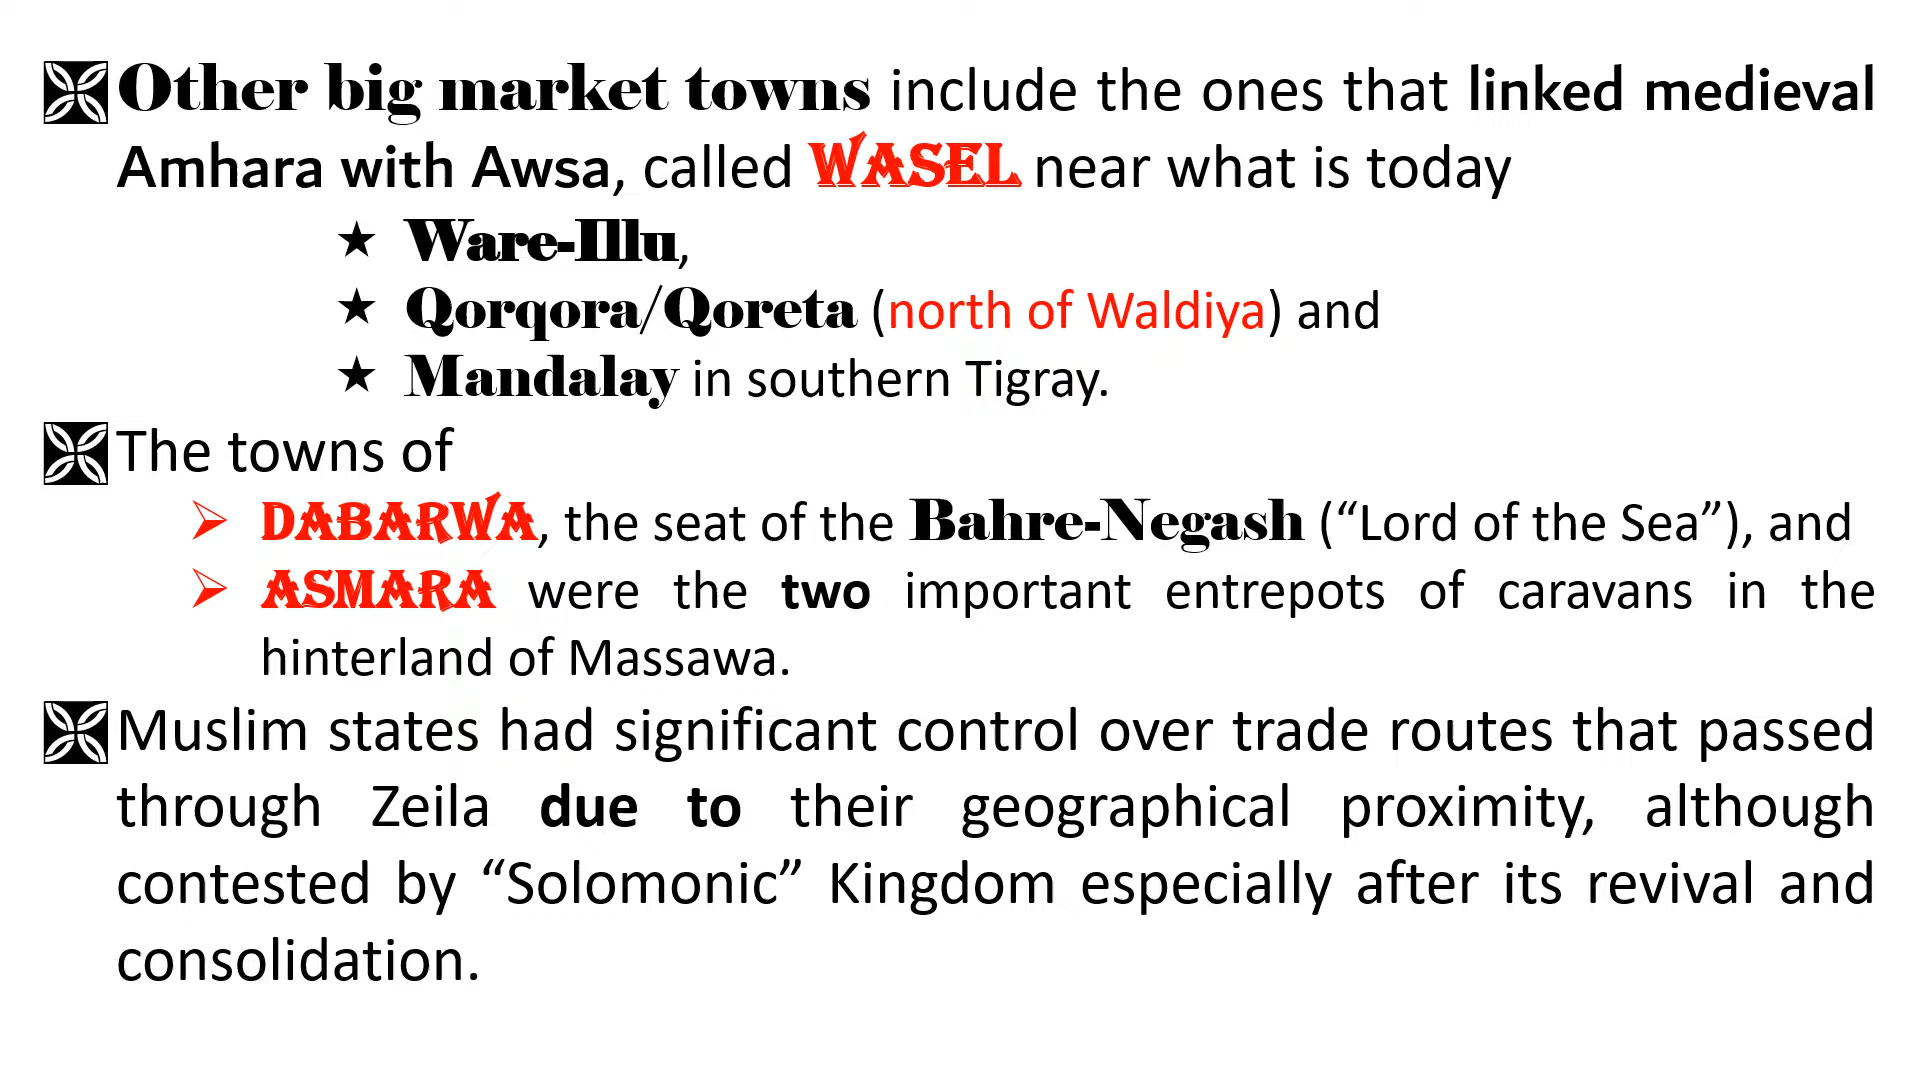 Other big market towns include the ones that linked medieval
Amhara with Awsa, called WASEL near what is today
★ Ware-Illu,
★ Qorqora/Qoreta (north of Waldiya) and
★ Mandalay in southern Tigray.
The towns of
➢ DABARWA, the seat of the Bahre-Negash (“Lord of the Sea”), and
➢ ASMARA were the two important entrepots of caravans in the
hinterland of Massawa.
Muslim states had significant control over trade routes that passed
through Zeila due to their geographical proximity, although
contested by “Solomonic” Kingdom especially after its revival and
consolidation.